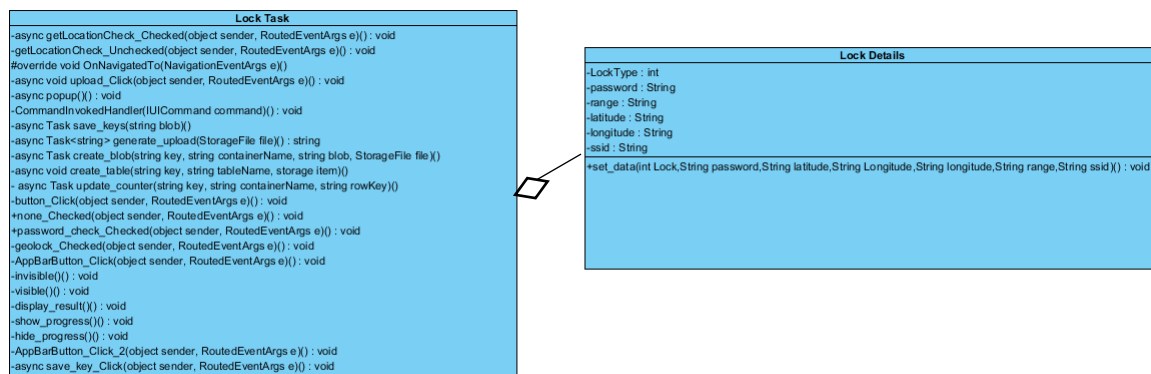 Lock Task
-async getLocationCheck_Checked(object sender, RoutedEventArgs e)() : void
-getLocationCheck_Unchecked(object sender, RoutedEventArgs e)() : void
#override void OnNavigatedTo(NavigationEventArgs e)()
-async void upload_Click(object sender, RoutedEventArgs e)() : void
-async popup()() : void
-CommandInvokedHandler(IUICommand command)() : void
-async Task save_keys(string blob)()
-async Task<string> generate_upload(StorageFile file)() : string
-async Task create_blob(string key, string containerName, string blob, StorageFile file)()
-async void create_table(string key, string tableName, storage item)()
- async Task update_counter(string key, string containerName, string rowKey)()
-button_Click(object sender, RoutedEventArgs e)() : void
+none_Checked(object sender, RoutedEventArgs e)() : void
+password_check_Checked(object sender, RoutedEventArgs e)() : void
-geolock_Checked(object sender, RoutedEventArgs e)() : void
-AppBarButton_Click(object sender, RoutedEventArgs e)() : void
-invisible()() : void
-visible()() : void
-display_result()() : void
-show_progress()() : void
-hide_progress()() : void
-AppBarButton_Click_2(object sender, RoutedEventArgs e)() : void
-async save_key_Click(object sender, RoutedEventArgs e)() : void
Lock Details
-LockType : int
-password : String
-range : String
-latitude : String
-longitude : String
-ssid : String
+set_data(int Lock,String password,String latitude,String Longitude,String longitude,String range,String ssid)() : void